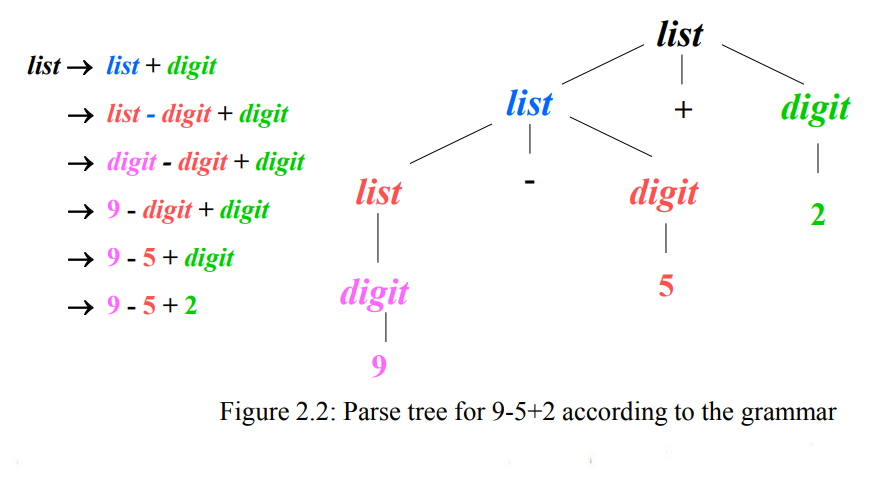 list → list + digit
→ list - digit + digit
→ digit - digit + digit
→ 9 - digit + digit
→ 9 - 5 + digit
→ 9 - 5 + 2
list
list + digit
list - digit 2
digit 5
9
Figure 2.2: Parse tree for 9-5+2 according to the grammar